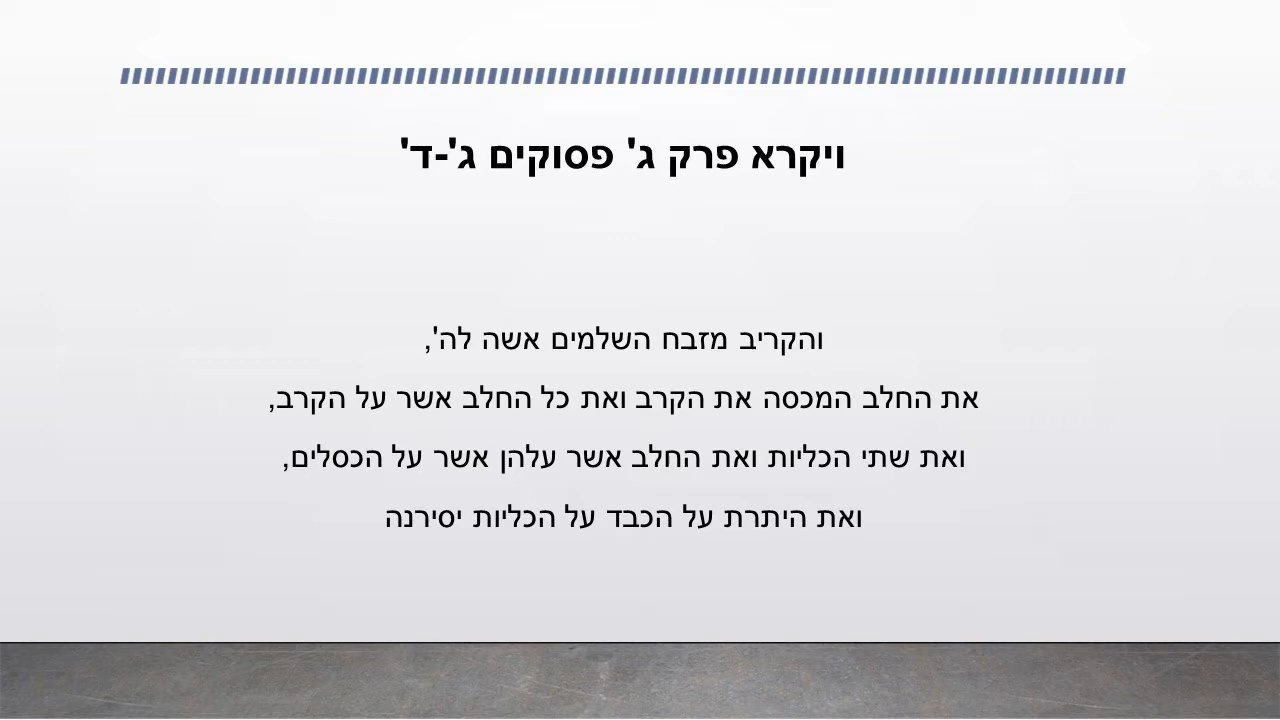 ויקרא פרק ג' פסוקים ג'-ד'
והקריב מזבח השלמים אשה לה',
את החלב המכסה את הקרב ואת כל החלב אשר על הקרב,
ואת שתי הכליות ואת החלב אשר עלהן אשר על הכסלים,
ואת היתרת על הכבד על הכליות יסירנה